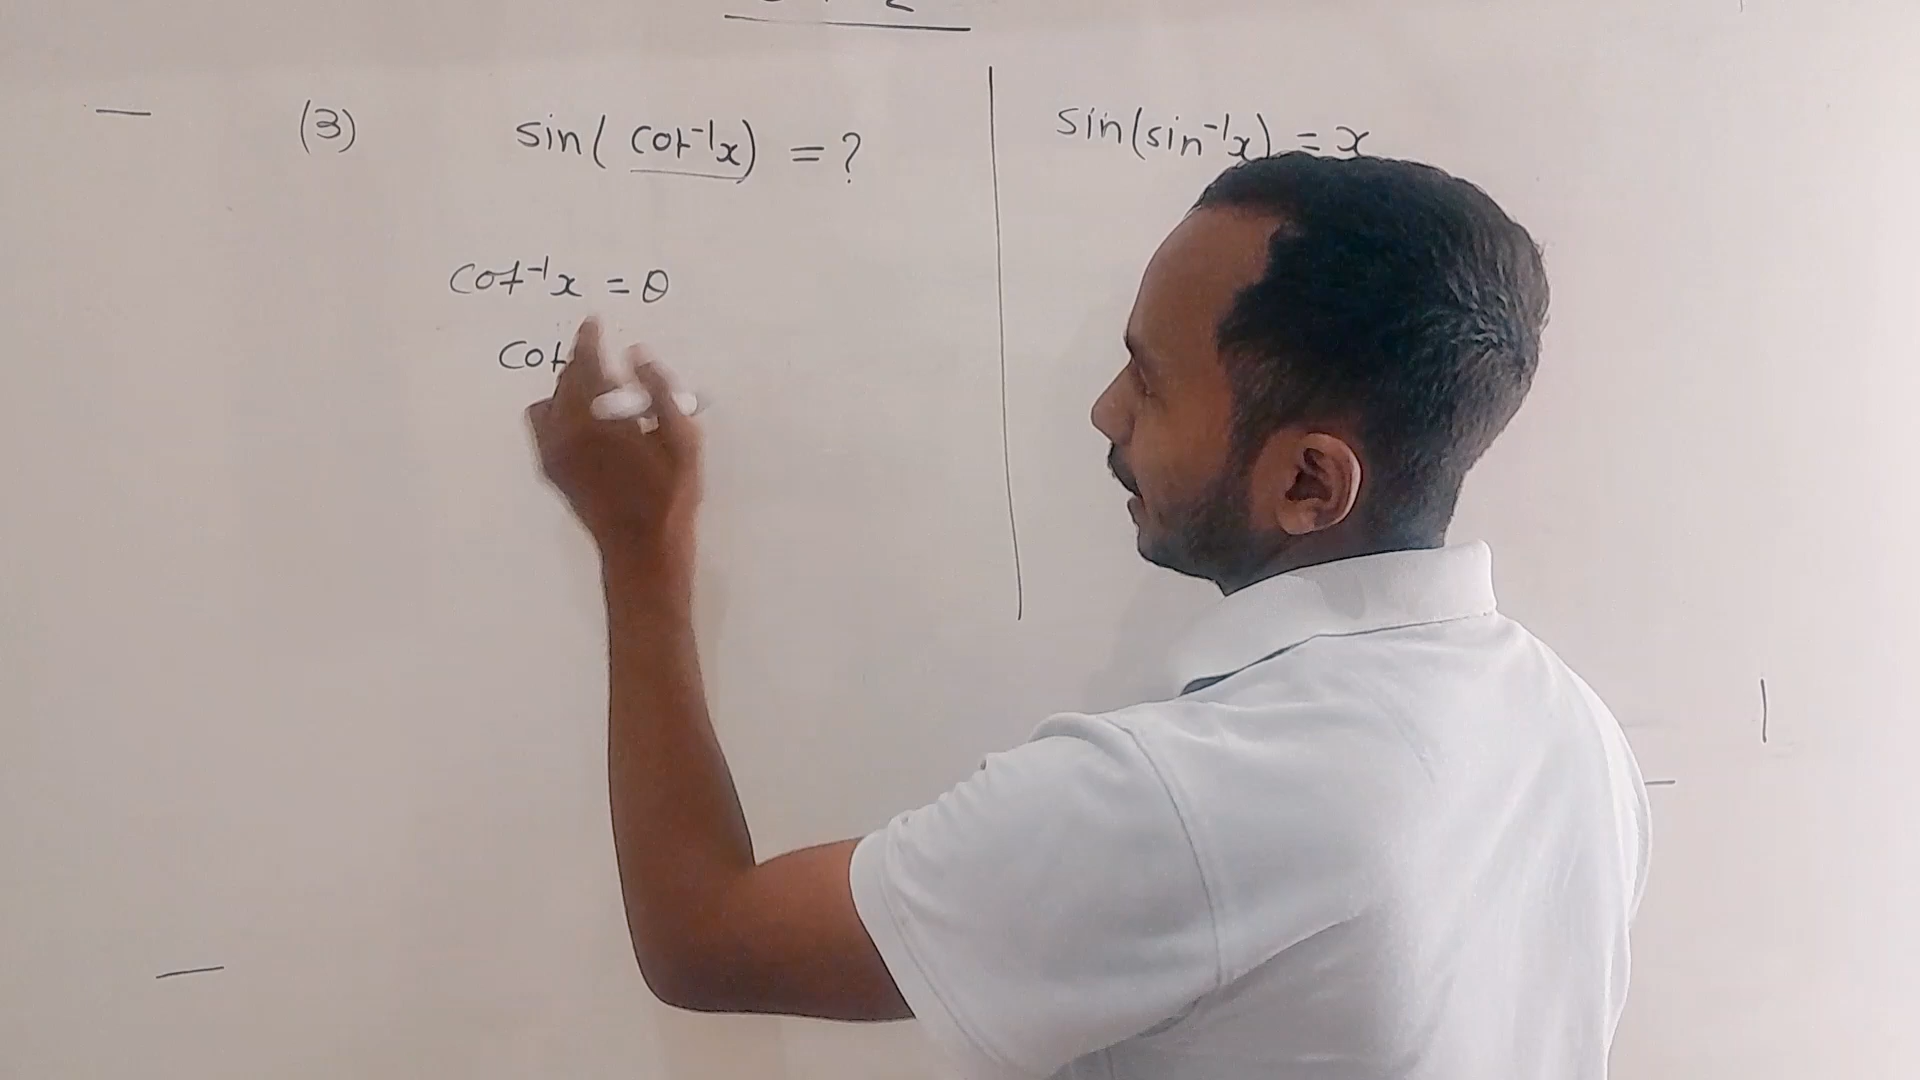 (3) sin(cot⁻¹x) = ?
cot⁻¹x = θ
cot
sin(sin⁻¹x) = x